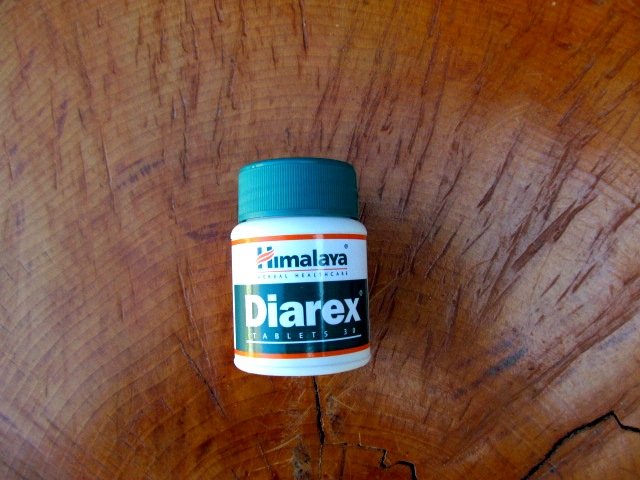 Himalaya®
HERBAL HEALTHCARE
Diarex®
TABLETS 30